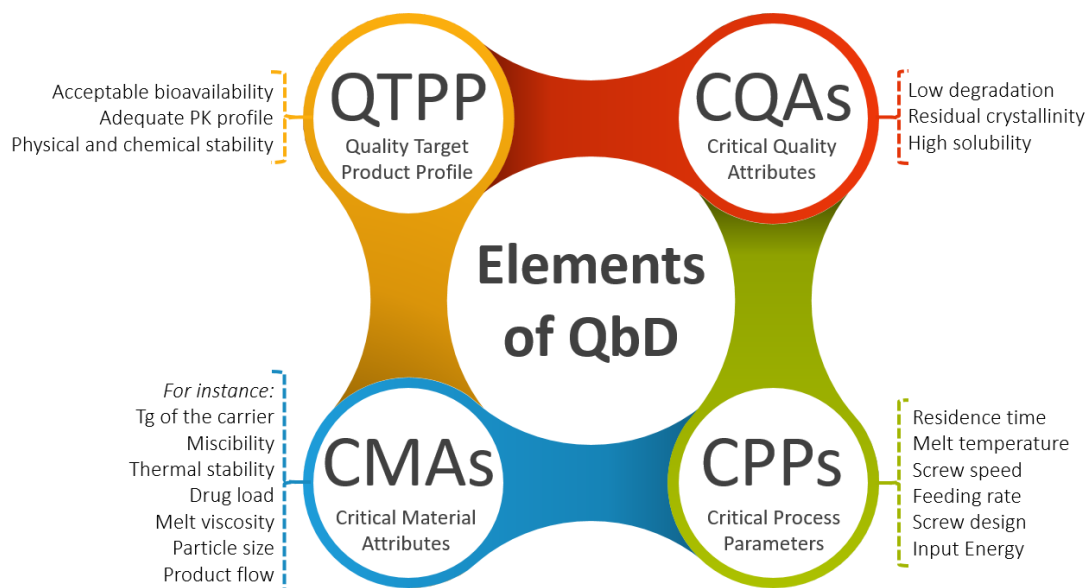 Acceptable bioavailability
Adequate PK profile
Physical and chemical stability
QTPP
Quality Target
Product Profile
CQAs
Critical Quality
Attributes
Low degradation
Residual crystallinity
High solubility
Elements
of QbD
For instance:
Tg of the carrier
Miscibility
Thermal stability
Drug load
Melt viscosity
Particle size
Product flow
CMAs
Critical Material
Attributes
CPPs
Critical Process
Parameters
Residence time
Melt temperature
Screw speed
Feeding rate
Screw design
Input Energy